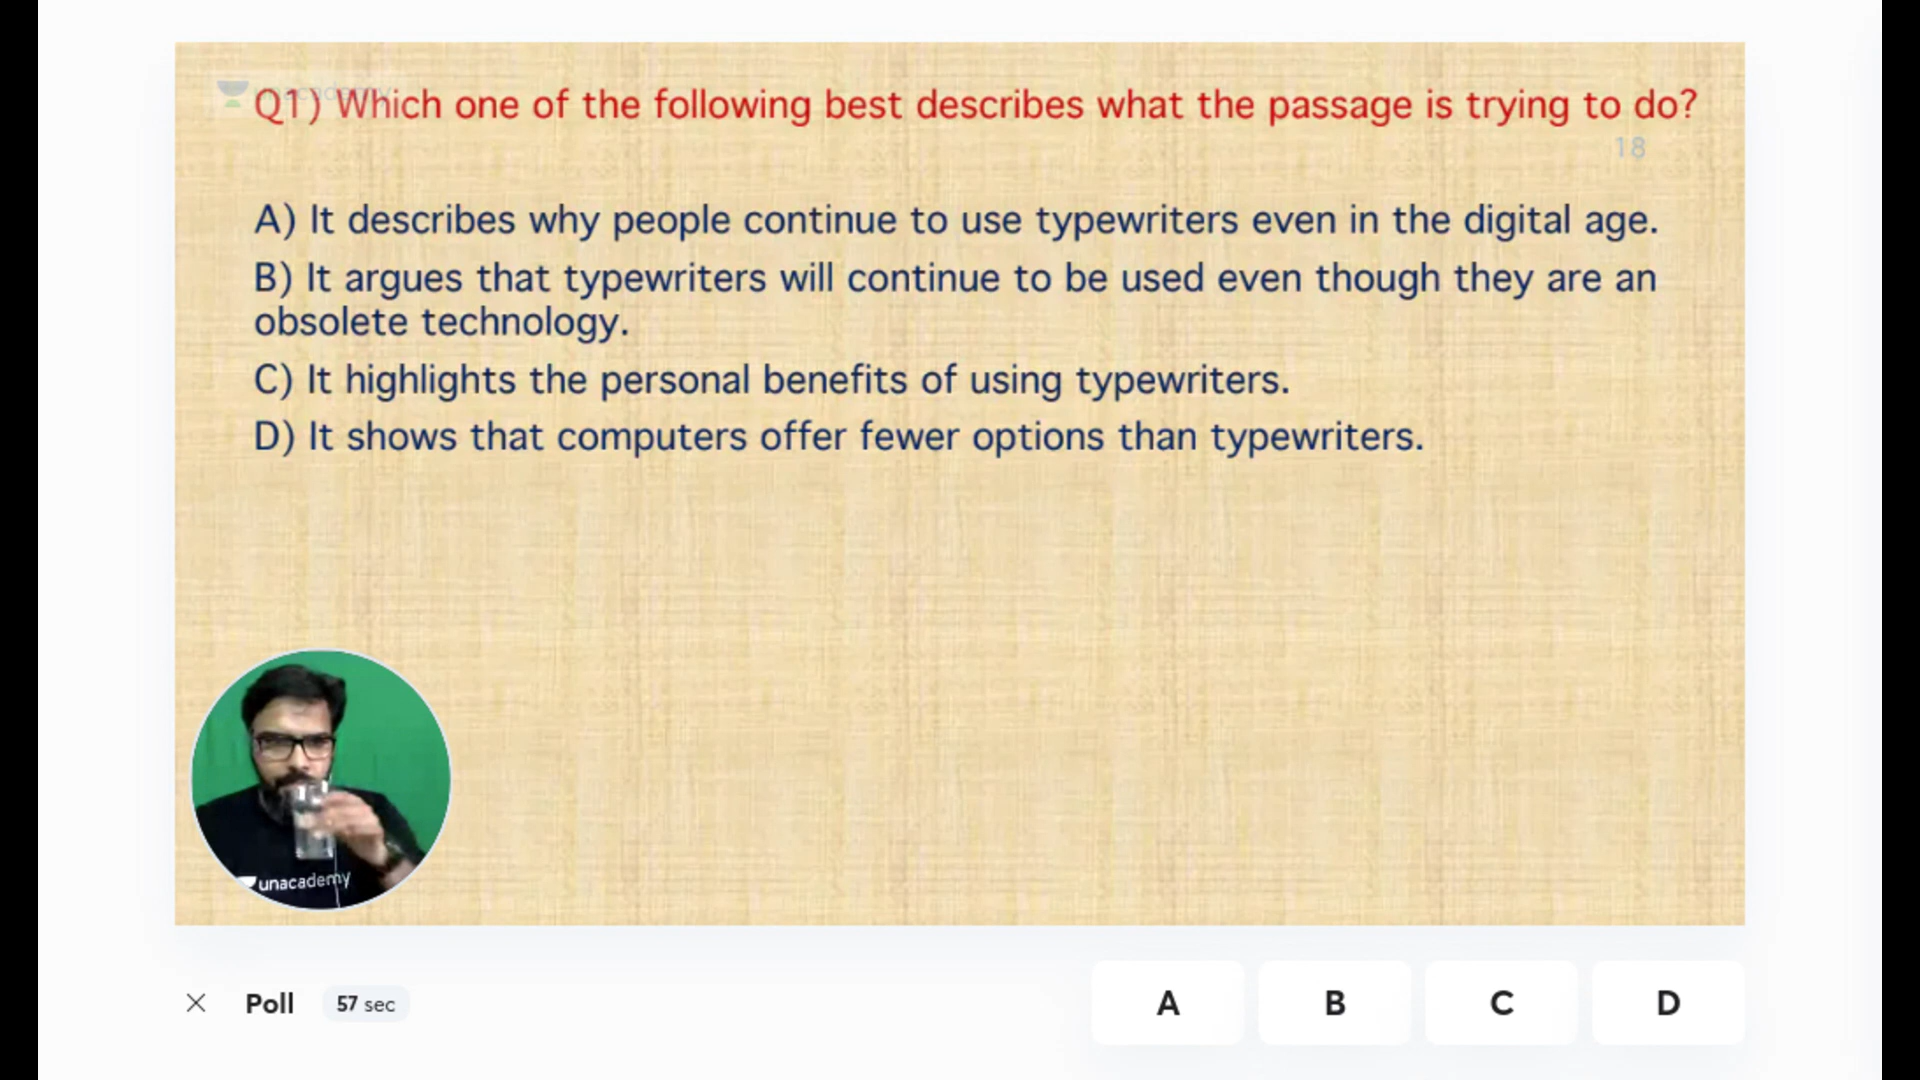 unacademy
Q1) Which one of the following best describes what the passage is trying to do?
18
A) It describes why people continue to use typewriters even in the digital age.
B) It argues that typewriters will continue to be used even though they are an
obsolete technology.
C) It highlights the personal benefits of using typewriters.
D) It shows that computers offer fewer options than typewriters.
unacademy
Poll 57 sec A B C D